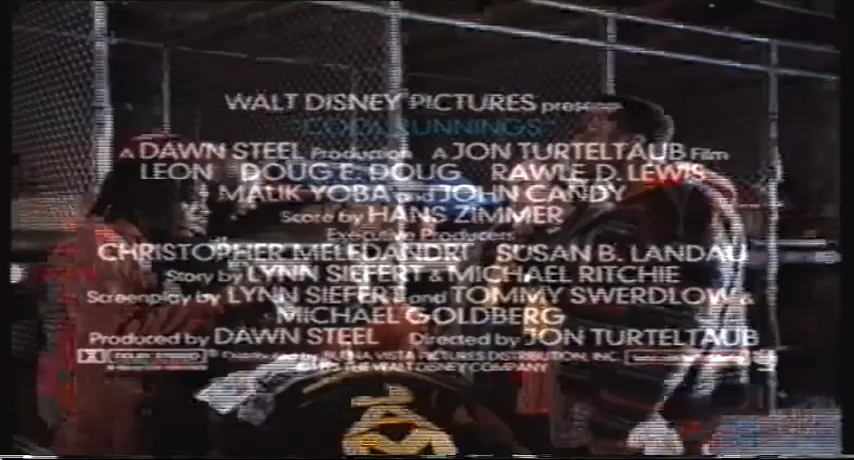 WALT DISNEY PICTURES presents
COOL RUNNINGS
A DAWN STEEL Production A JON TURTELTAUB Film
LEON DOUG E. DOUG RAWLE D. LEWIS
MALIK YOBA and JOHN CANDY
Score by HANS ZIMMER
Executive Producers
CHRISTOPHER MELEDANDRI SUSAN B. LANDAU
Story by LYNN SIEFERT & MICHAEL RITCHIE
Screenplay by LYNN SIEFERT and TOMMY SWERDLOW &
MICHAEL GOLDBERG
Produced by DAWN STEEL Directed by JON TURTELTAUB
DOLBY STEREO Distributed by BUENA VISTA PICTURES DISTRIBUTION, INC.
THE WALT DISNEY COMPANY